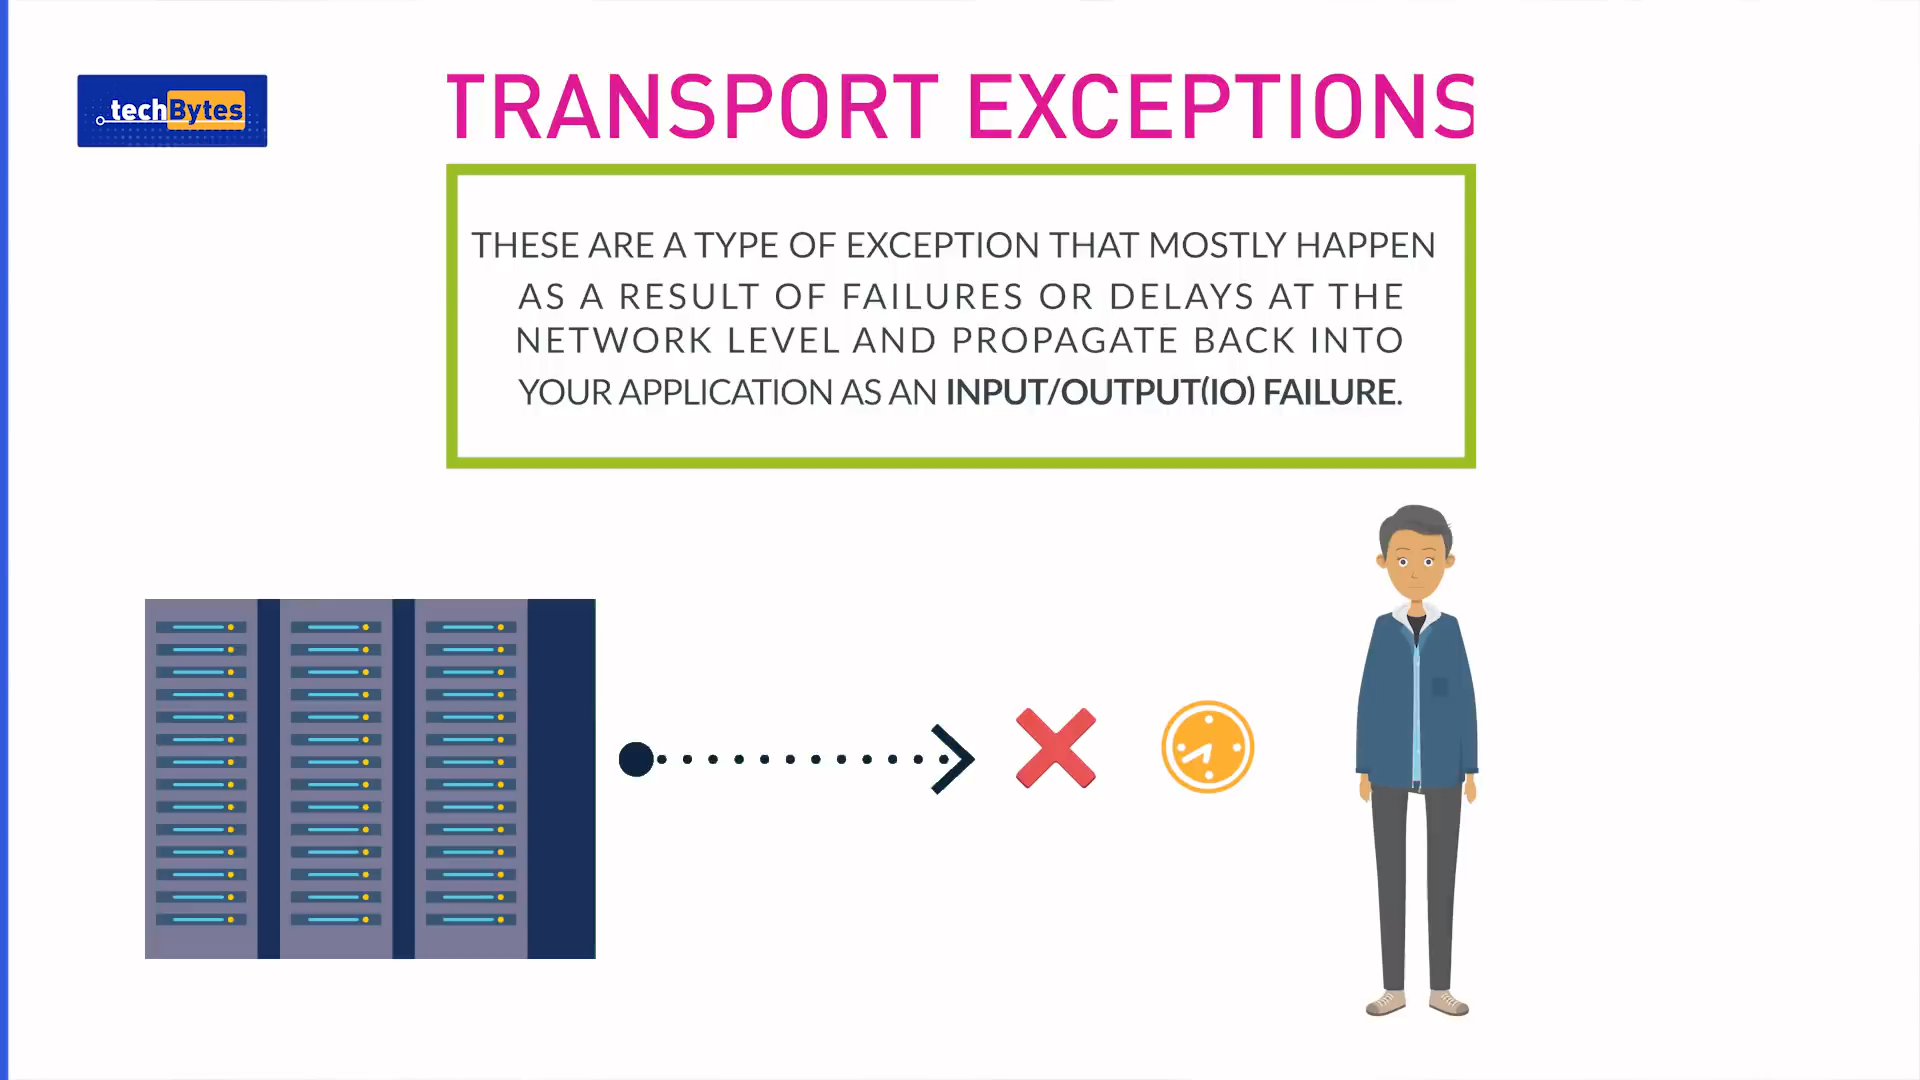 techBytes
TRANSPORT EXCEPTIONS
THESE ARE A TYPE OF EXCEPTION THAT MOSTLY HAPPEN
AS A RESULT OF FAILURES OR DELAYS AT THE
NETWORK LEVEL AND PROPAGATE BACK INTO
YOUR APPLICATION AS AN INPUT/OUTPUT(IO) FAILURE.